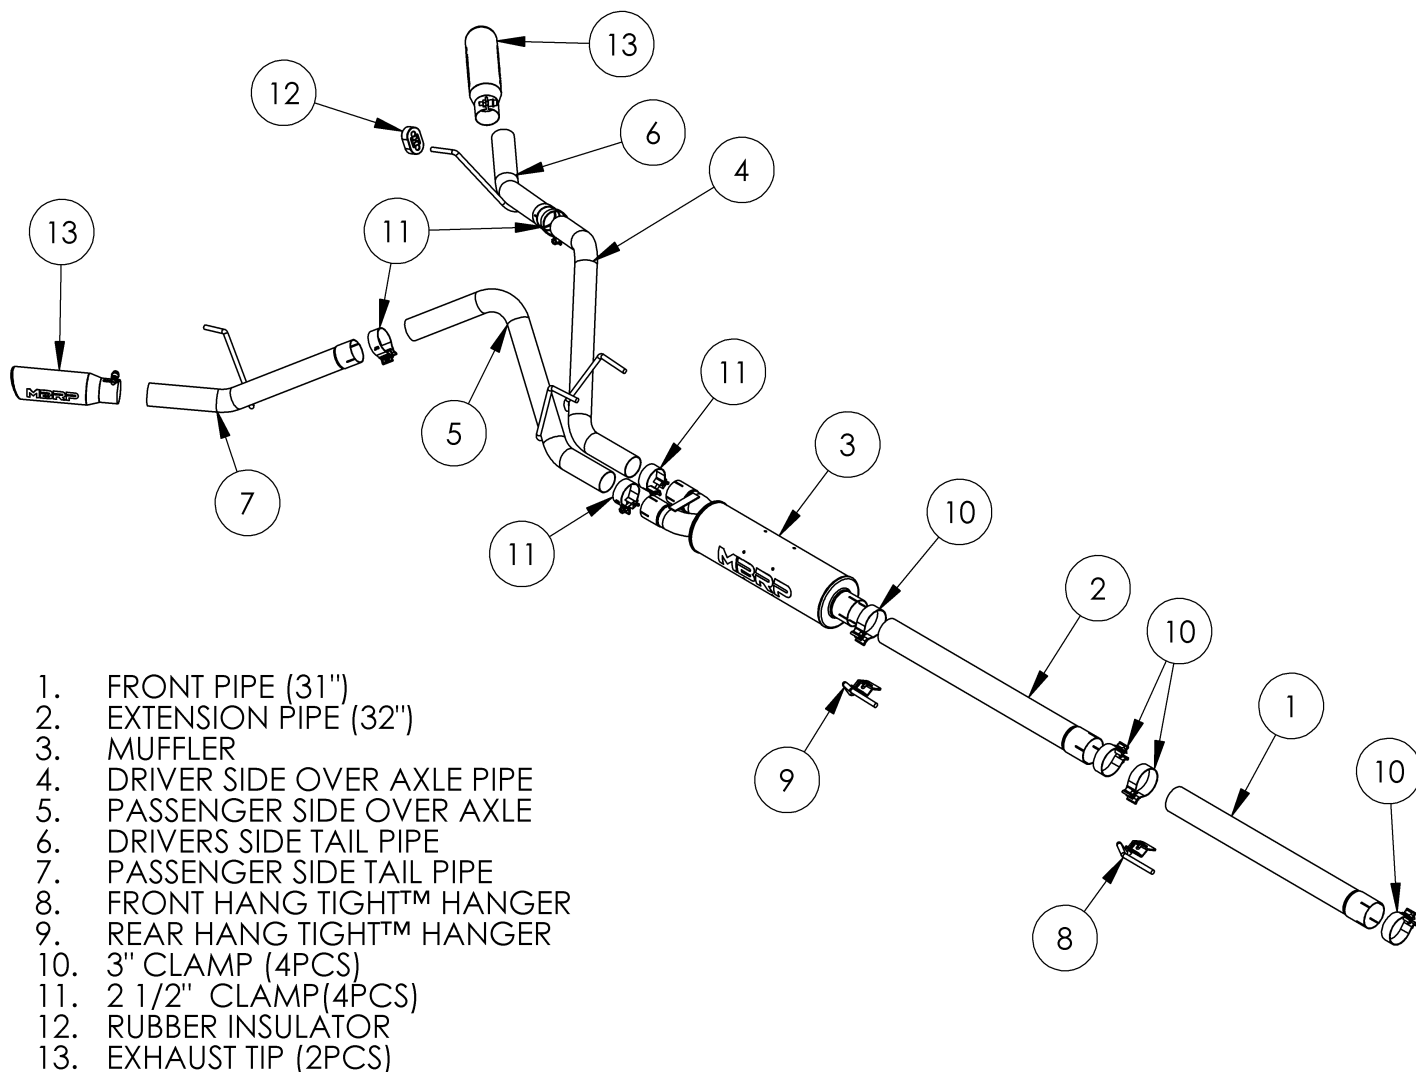 13
12
6
4
13
11
11
5
3
7
10
11
2
10
1
9
10
8
MBRP
MBRP
1. FRONT PIPE (31")
2. EXTENSION PIPE (32")
3. MUFFLER
4. DRIVER SIDE OVER AXLE PIPE
5. PASSENGER SIDE OVER AXLE
6. DRIVERS SIDE TAIL PIPE
7. PASSENGER SIDE TAIL PIPE
8. FRONT HANG TIGHT™ HANGER
9. REAR HANG TIGHT™ HANGER
10. 3" CLAMP (4PCS)
11. 2 1/2" CLAMP(4PCS)
12. RUBBER INSULATOR
13. EXHAUST TIP (2PCS)